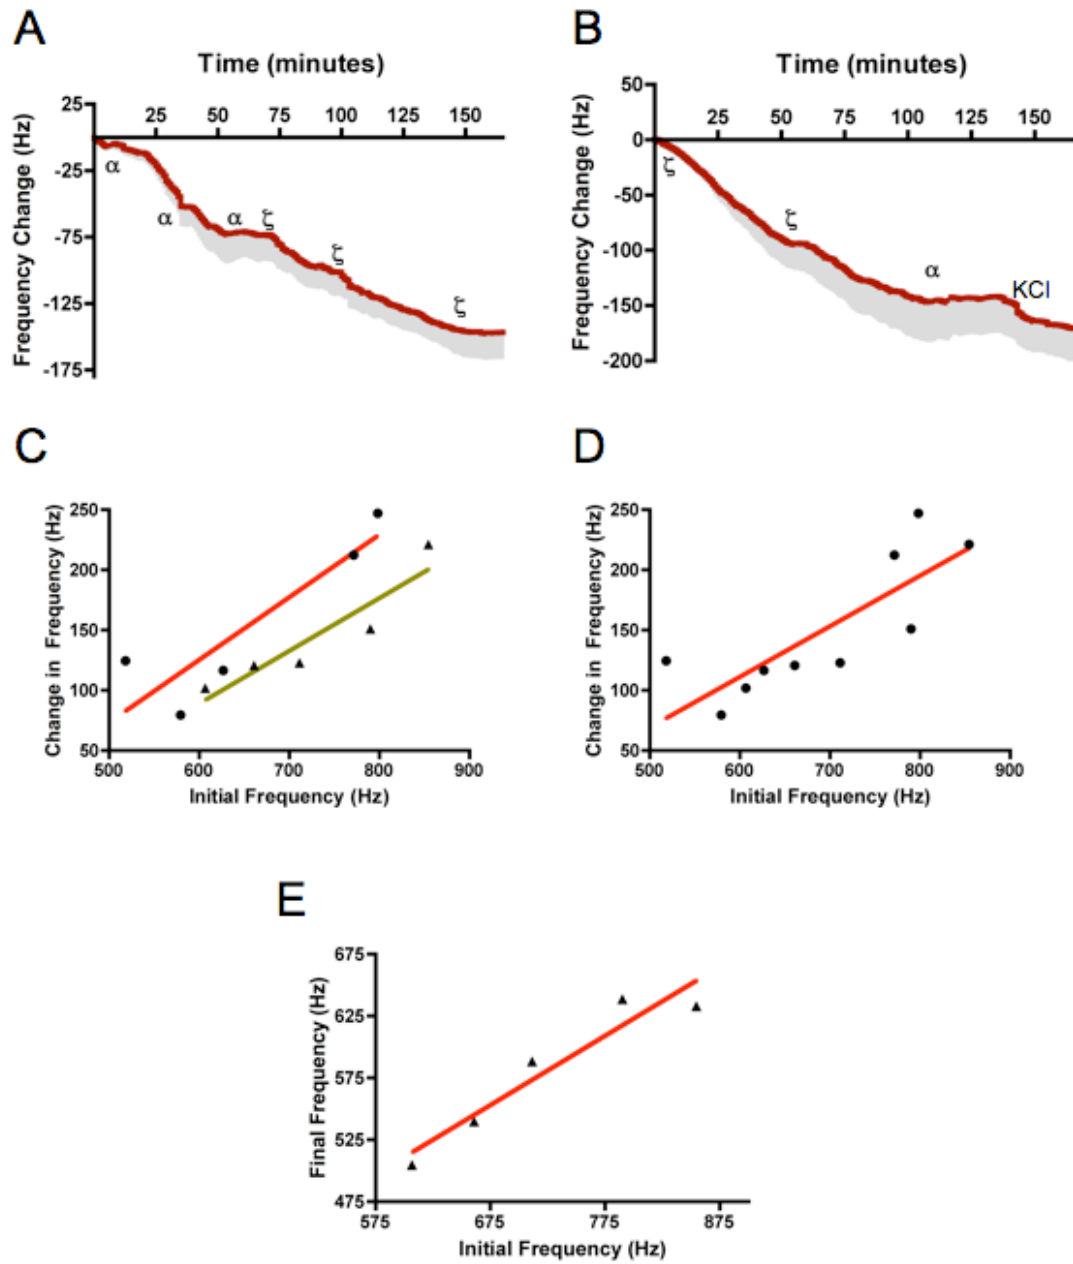 A
B
Time (minutes)
Time (minutes)
Frequency Change (Hz)
25
-25
-75
-125
-175
25 50 75 100 125 150
α
α
α
ζ
ζ
ζ
Frequency Change (Hz)
50
0
-50
-100
-150
-200
25 50 75 100 125 150
ζ
ζ
α
KCl
C
D
Change in Frequency (Hz)
250
200
150
100
50
500 600 700 800 900
Initial Frequency (Hz)
Change in Frequency (Hz)
250
200
150
100
50
500 600 700 800 900
Initial Frequency (Hz)
E
Final Frequency (Hz)
675
625
575
525
475
575 675 775 875
Initial Frequency (Hz)